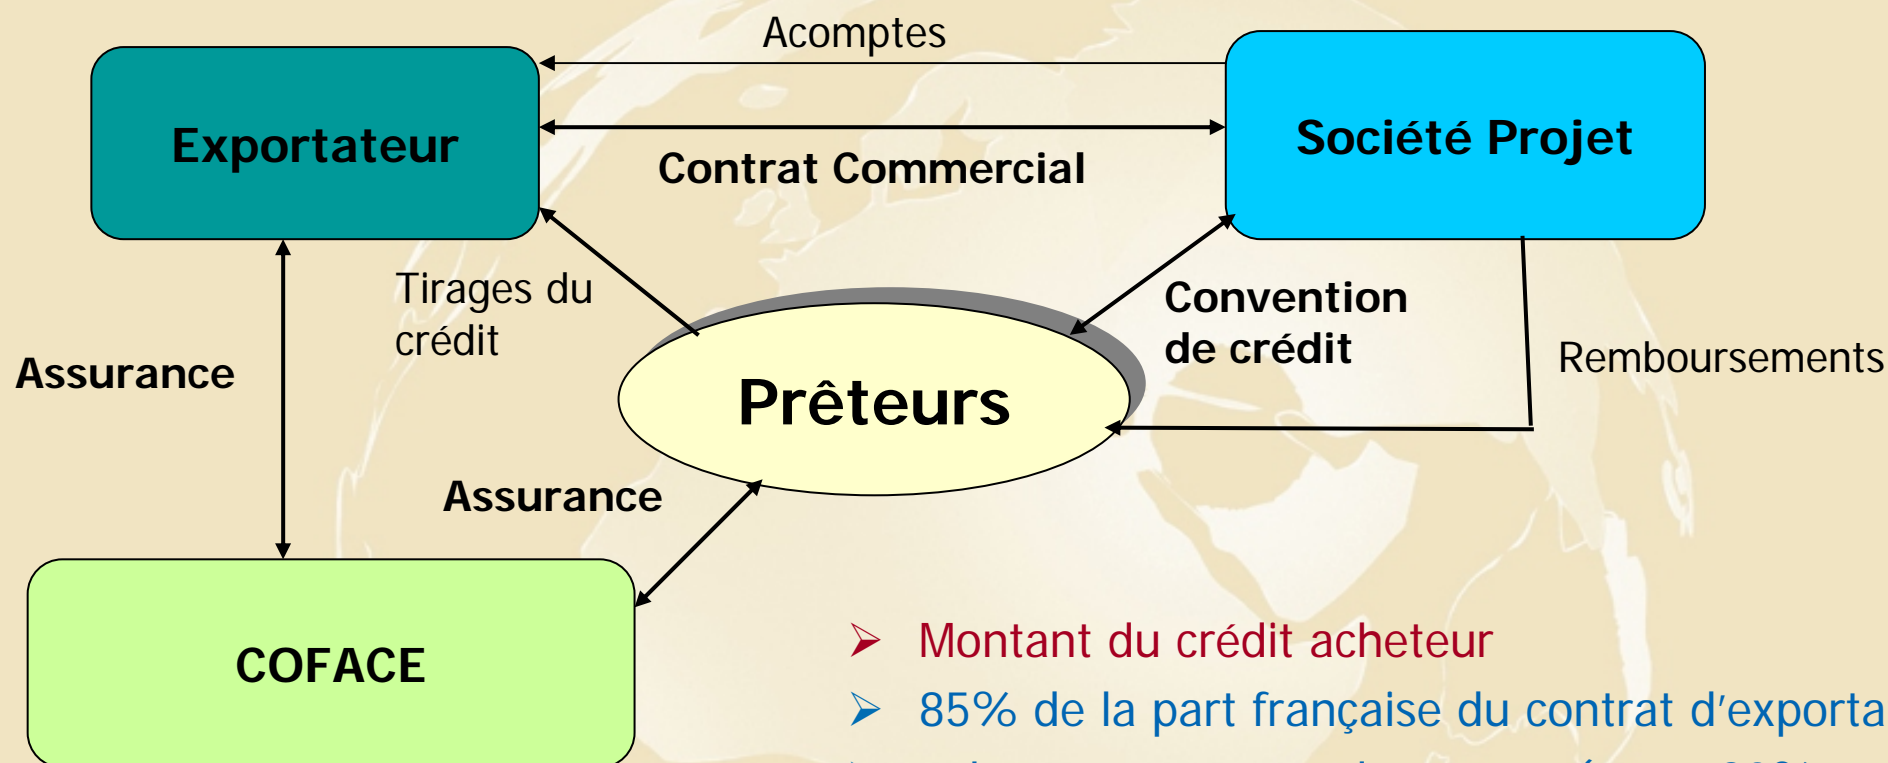 Acomptes
Exportateur
Société Projet
Contrat Commercial
Tirages du
crédit
Convention
de crédit
Remboursements
Assurance
Prêteurs
Assurance
COFACE
➢ Montant du crédit acheteur
➢ 85% de la part française du contrat d'exporta